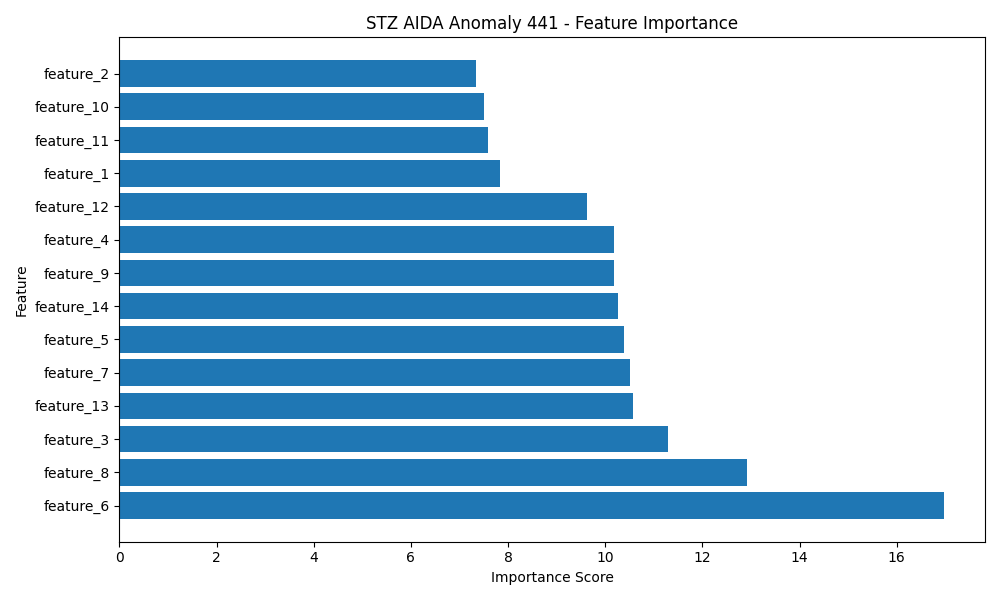 STZ AIDA Anomaly 441 - Feature Importance
Feature
feature_2
feature_10
feature_11
feature_1
feature_12
feature_4
feature_9
feature_14
feature_5
feature_7
feature_13
feature_3
feature_8
feature_6
0 2 4 6 8 10 12 14 16
Importance Score